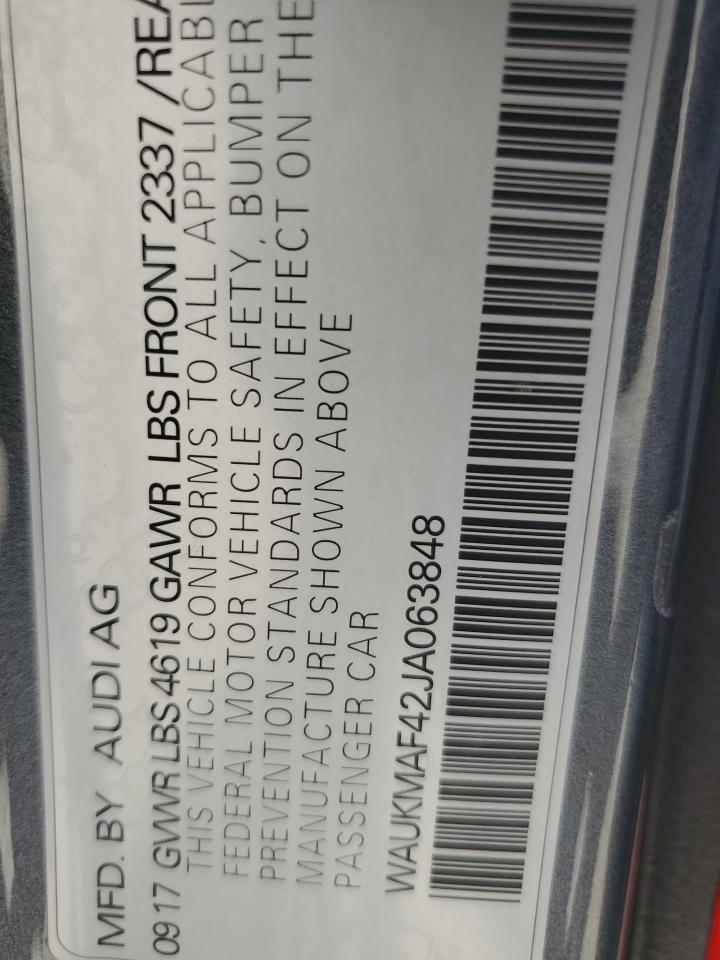 MFD. BY AUDI AG
09 17 GVWR LBS 4619 GAWR LBS FRONT 2337 /REA
THIS VEHICLE CONFORMS TO ALL APPLICABL
FEDERAL MOTOR VEHICLE SAFETY, BUMPER
PREVENTION STANDARDS IN EFFECT ON THE
MANUFACTURE SHOWN ABOVE
PASSENGER CAR
WAUKMAF42JA063848